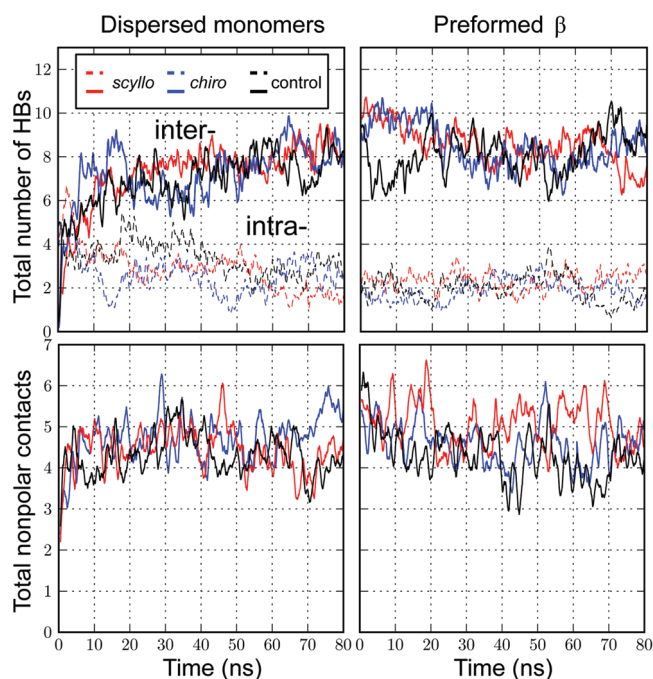 Dispersed monomers Preformed β
Total number of HBs
12
10
8
6
4
2
0
scyllo chiro control
inter-
intra-
Total nonpolar contacts
7
6
5
4
3
2
1
0
0 10 20 30 40 50 60 70 80
0 10 20 30 40 50 60 70 80
Time (ns) Time (ns)